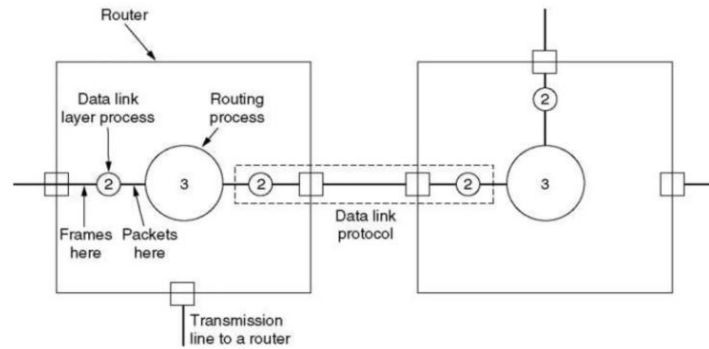 Router
Data link
layer process
Routing
process
2
2
3
2
2
3
Frames
here
Packets
here
Data link
protocol
Transmission
line to a router